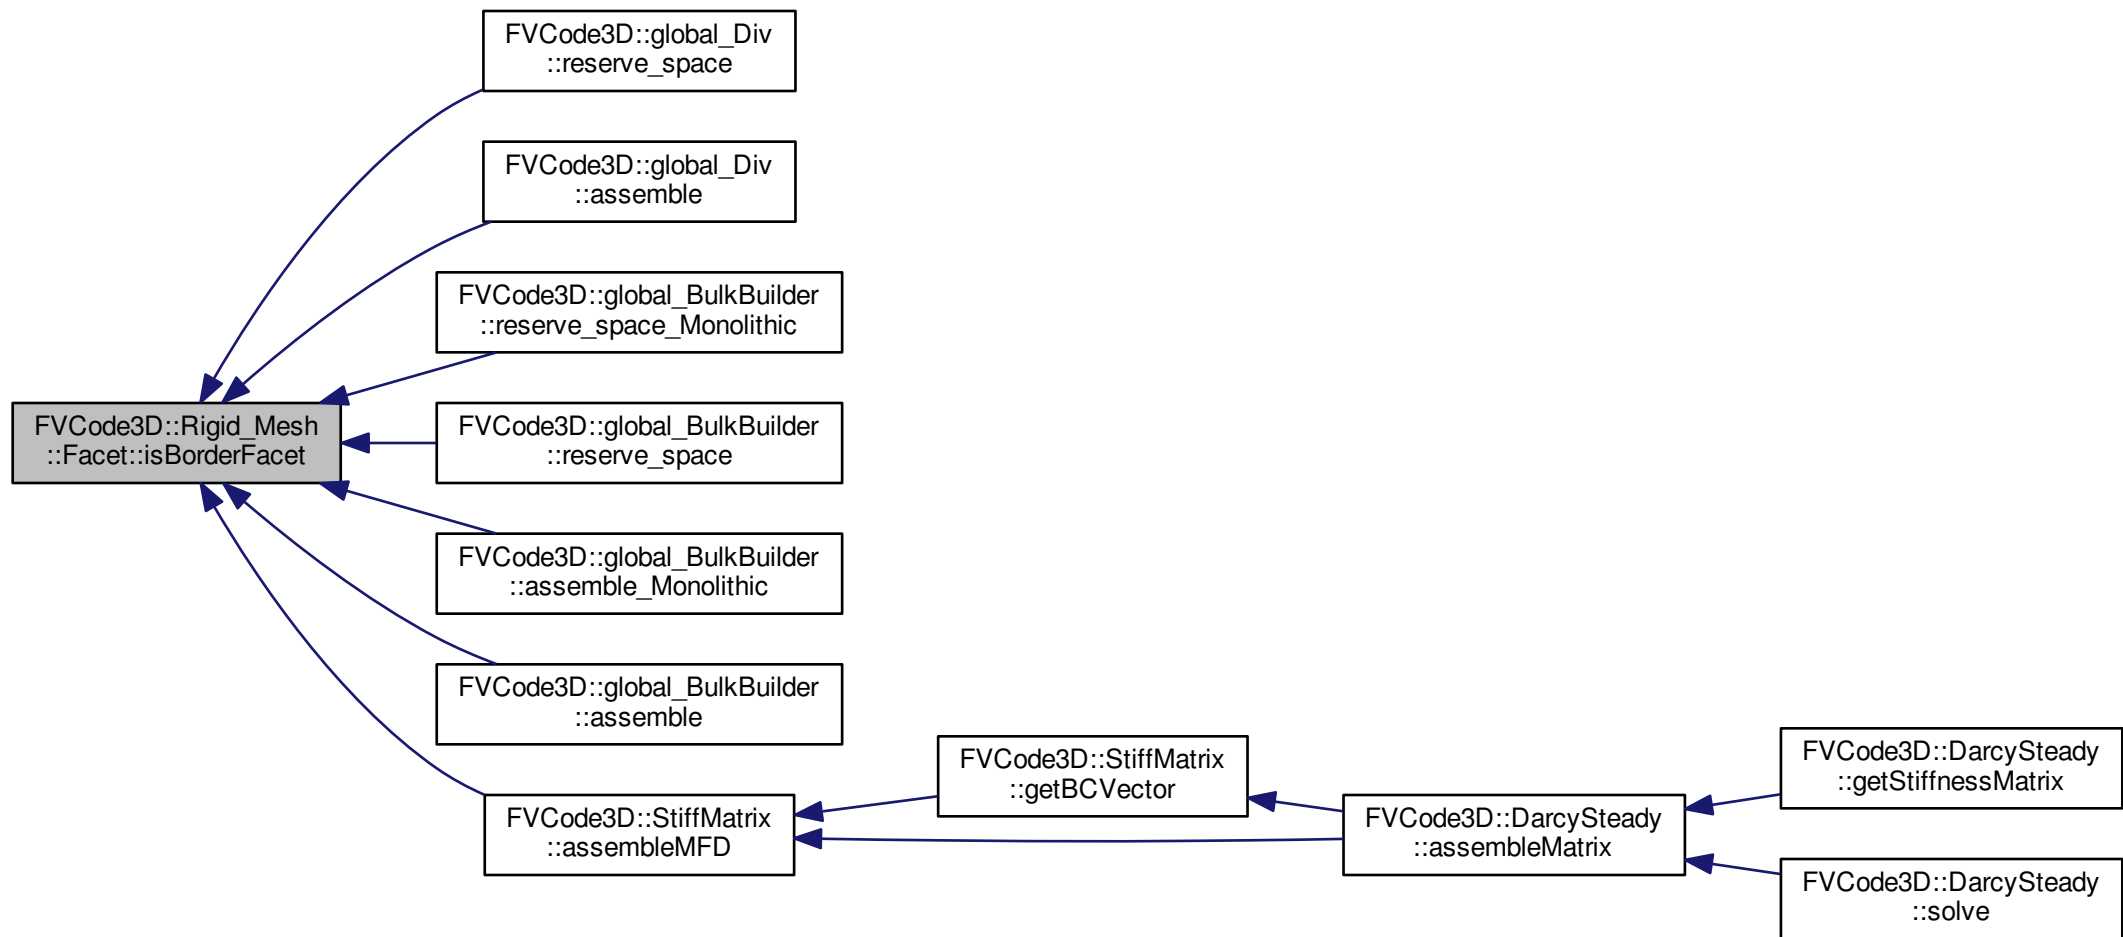 FVCode3D::global_Div
::reserve_space
FVCode3D::global_Div
::assemble
FVCode3D::global_BulkBuilder
::reserve_space_Monolithic
FVCode3D::Rigid_Mesh
::Facet::isBorderFacet
FVCode3D::global_BulkBuilder
::reserve_space
FVCode3D::global_BulkBuilder
::assemble_Monolithic
FVCode3D::global_BulkBuilder
::assemble
FVCode3D::StiffMatrix
::assembleMFD
FVCode3D::StiffMatrix
::getBCVector
FVCode3D::DarcySteady
::assembleMatrix
FVCode3D::DarcySteady
::getStiffnessMatrix
FVCode3D::DarcySteady
::solve